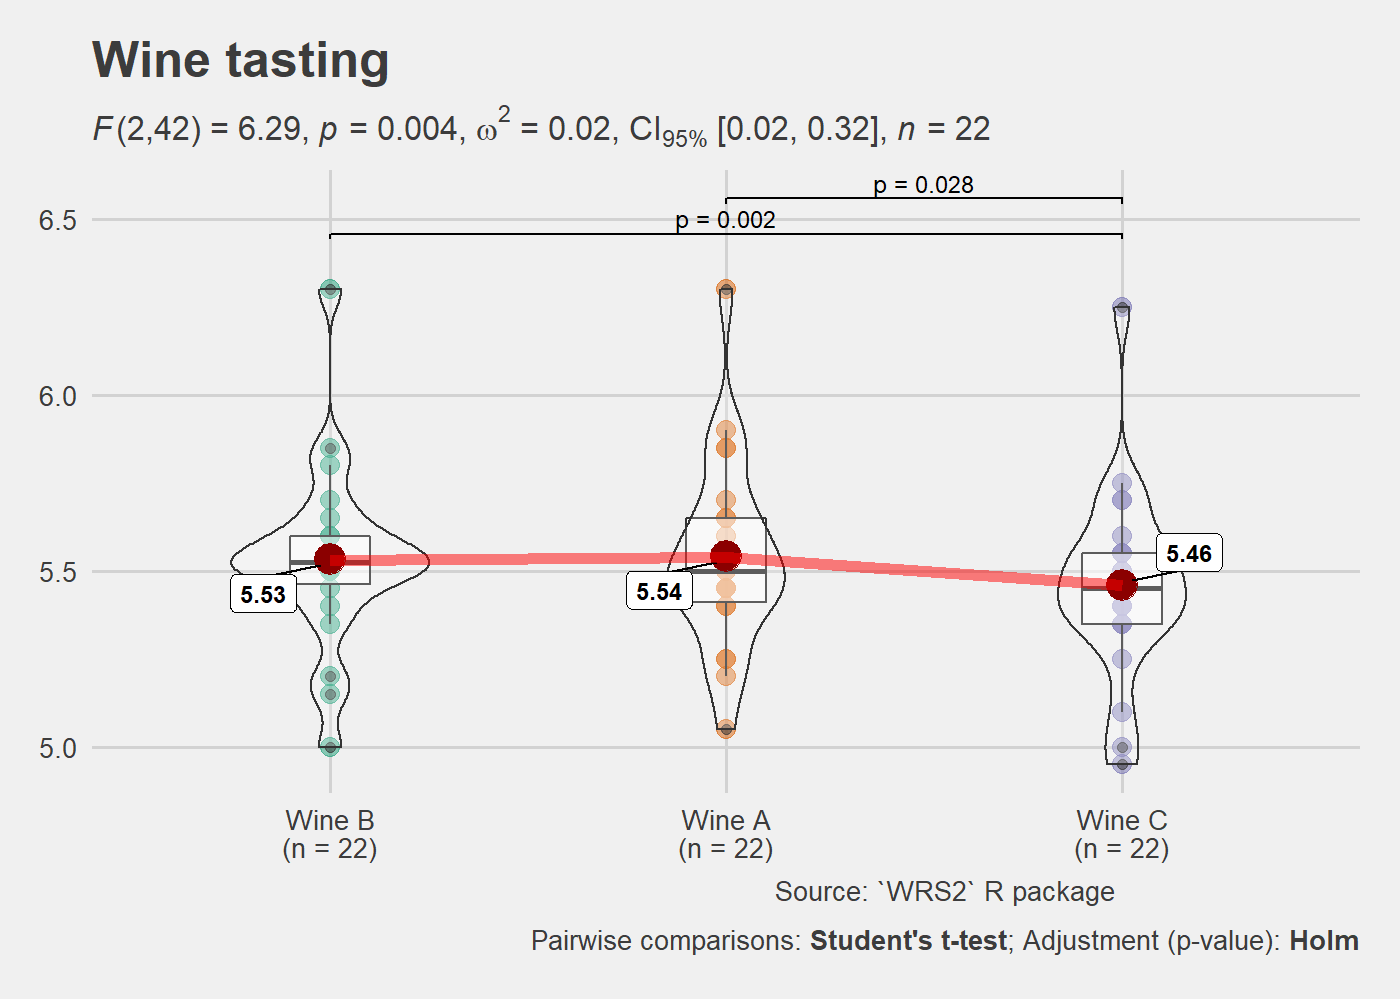 Wine tasting
F(2,42) = 6.29, p = 0.004, ω² = 0.02, CI95% [0.02, 0.32], n = 22
p = 0.028
p = 0.002
6.5
6.0
5.5
5.0
5.53
5.54
5.46
Wine B
(n = 22)
Wine A
(n = 22)
Wine C
(n = 22)
Source: `WRS2` R package
Pairwise comparisons: Student's t-test; Adjustment (p-value): Holm